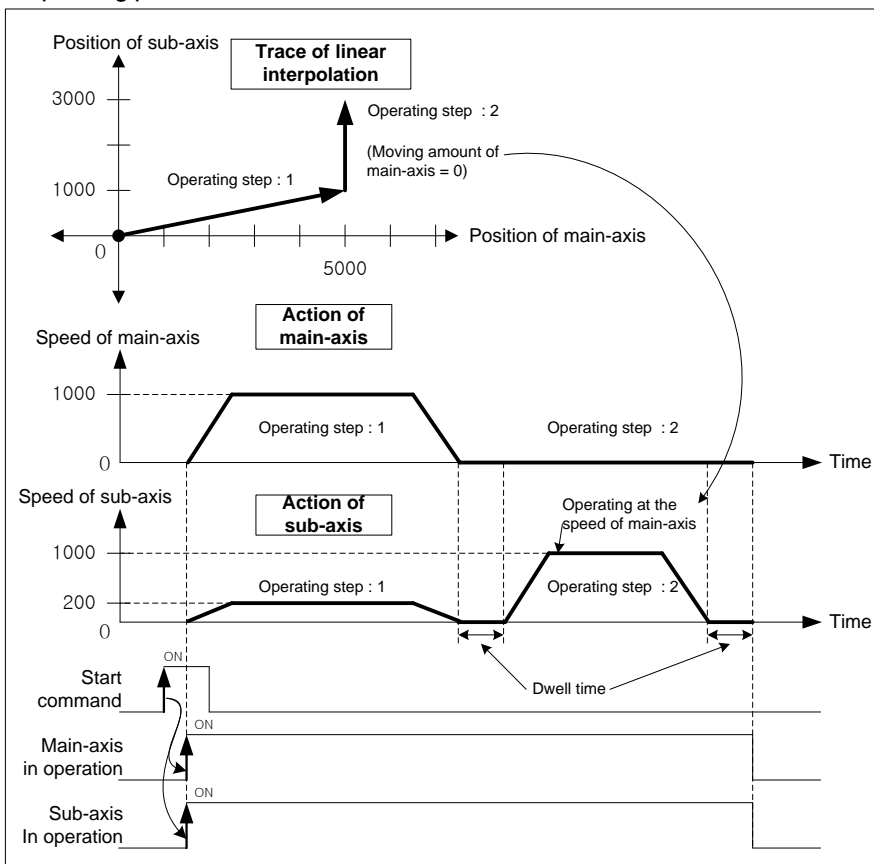 Position of sub-axis
Trace of linear
interpolation
3000
Operating step : 2
(Moving amount of
main-axis = 0)
Operating step : 1
1000
0
Position of main-axis
5000
Action of
main-axis
Speed of main-axis
1000
Operating step : 1
Operating step : 2
0
Time
Speed of sub-axis
Action of
sub-axis
Operating at the
speed of main-axis
1000
Operating step : 1
Operating step : 2
200
0
Time
ON
Dwell time
Start
command
ON
Main-axis
in operation
ON
Sub-axis
In operation